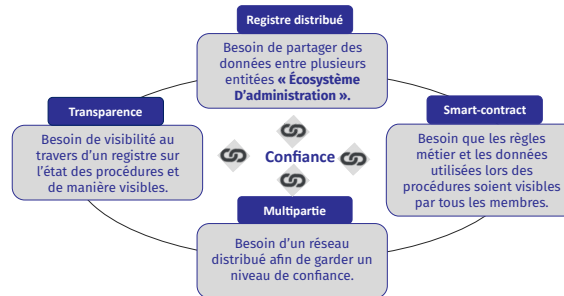 Registre distribué
Besoin de partager des
données entre plusieurs
entitées « Écosystème
D'administration ».
Transparence
Besoin de visibilité au
travers d'un registre sur
l'état des procédures et
de manière visibles.
Confiance
Smart-contract
Besoin que les règles
métier et les données
utilisées lors des
procédures soient visibles
par tous les membres.
Multipartie
Besoin d'un réseau
distribué afin de garder un
niveau de confiance.